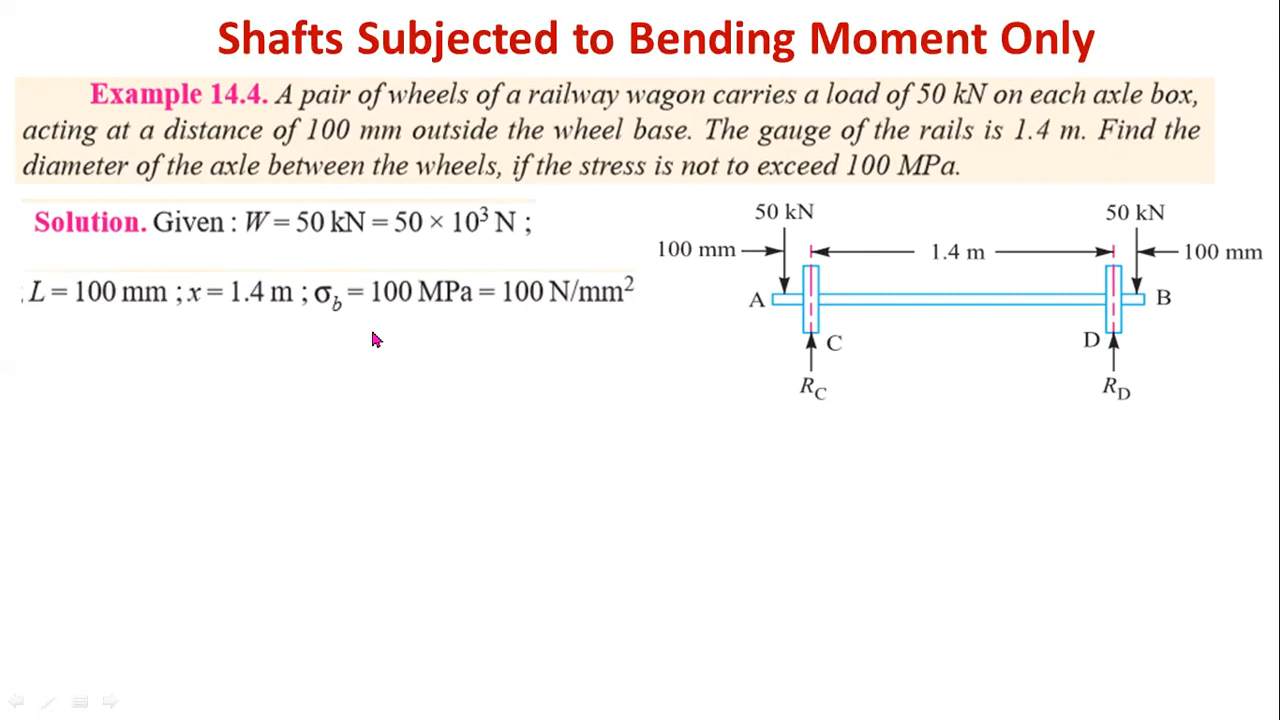 Shafts Subjected to Bending Moment Only
Example 14.4. A pair of wheels of a railway wagon carries a load of 50 kN on each axle box,
acting at a distance of 100 mm outside the wheel base. The gauge of the rails is 1.4 m. Find the
diameter of the axle between the wheels, if the stress is not to exceed 100 MPa.
Solution. Given : W = 50 kN = 50 × 10³ N ;
; L = 100 mm ; x = 1.4 m ; σb = 100 MPa = 100 N/mm²
50 kN
50 kN
100 mm
1.4 m
100 mm
A
B
C
D
RC
RD